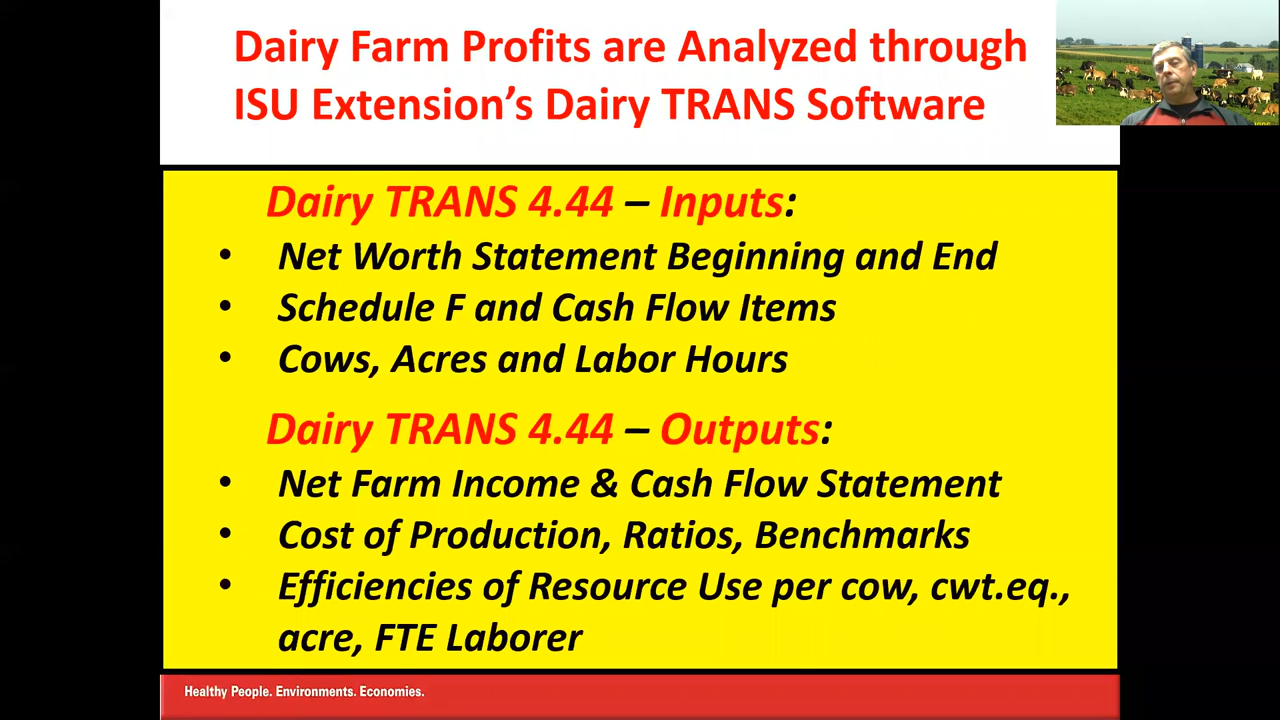 Dairy Farm Profits are Analyzed through
ISU Extension’s Dairy TRANS Software
Dairy TRANS 4.44 – Inputs:
• Net Worth Statement Beginning and End
• Schedule F and Cash Flow Items
• Cows, Acres and Labor Hours
Dairy TRANS 4.44 – Outputs:
• Net Farm Income & Cash Flow Statement
• Cost of Production, Ratios, Benchmarks
• Efficiencies of Resource Use per cow, cwt.eq.,
acre, FTE Laborer
Healthy People. Environments. Economies.